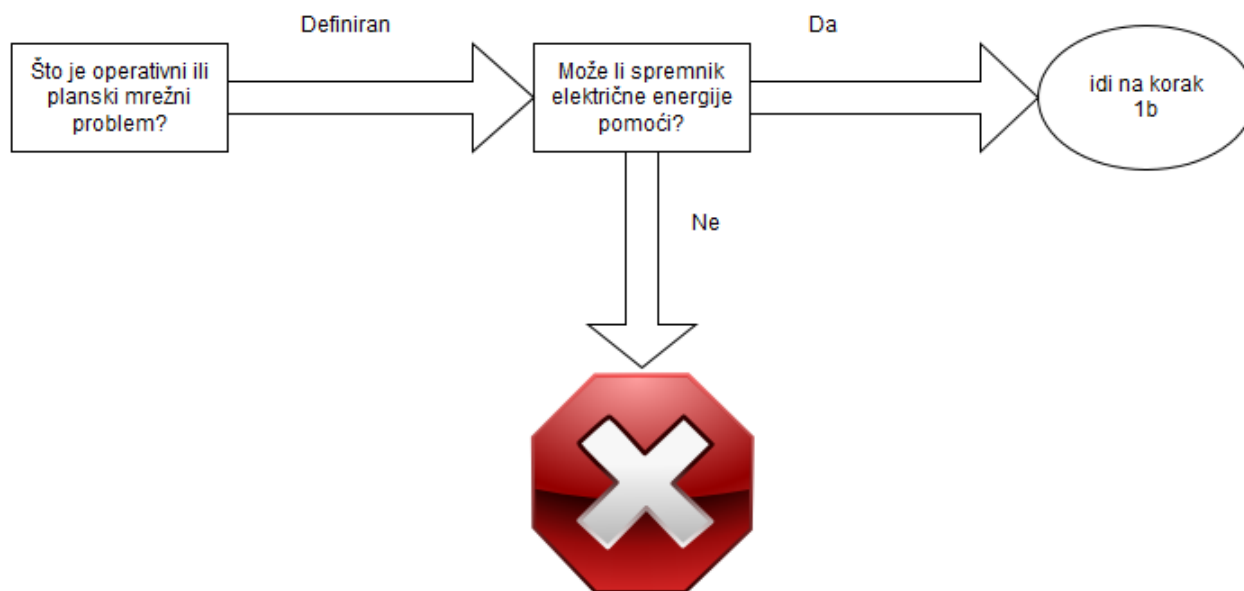 Definiran
Da
Što je operativni ili
planski mrežni
problem?
Može li spremnik
električne energije
pomoći?
idi na korak
1b
Ne